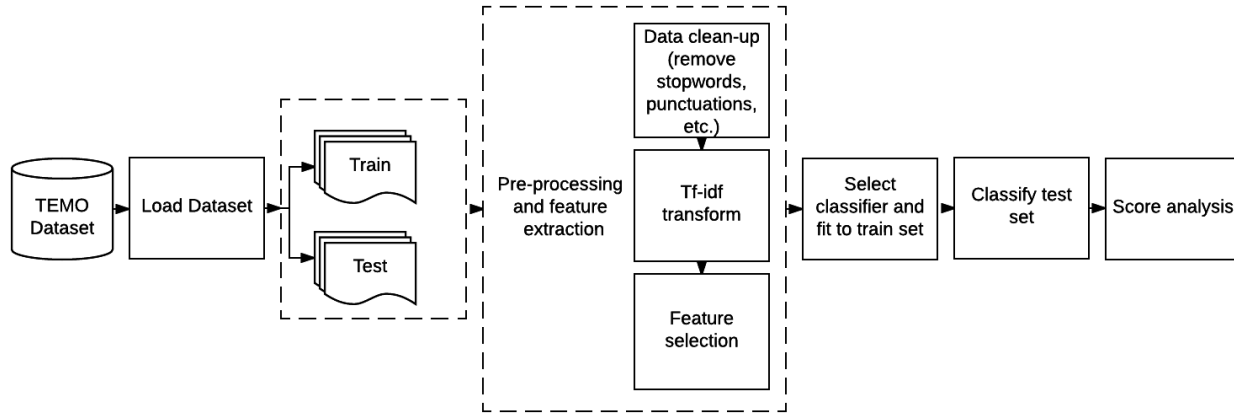 TEMO
Dataset
Load Dataset
Train
Test
Pre-processing
and feature
extraction
Data clean-up
(remove
stopwords,
punctuations,
etc.)
Tf-idf
transform
Feature
selection
Select
classifier and
fit to train set
Classify test
set
Score analysis